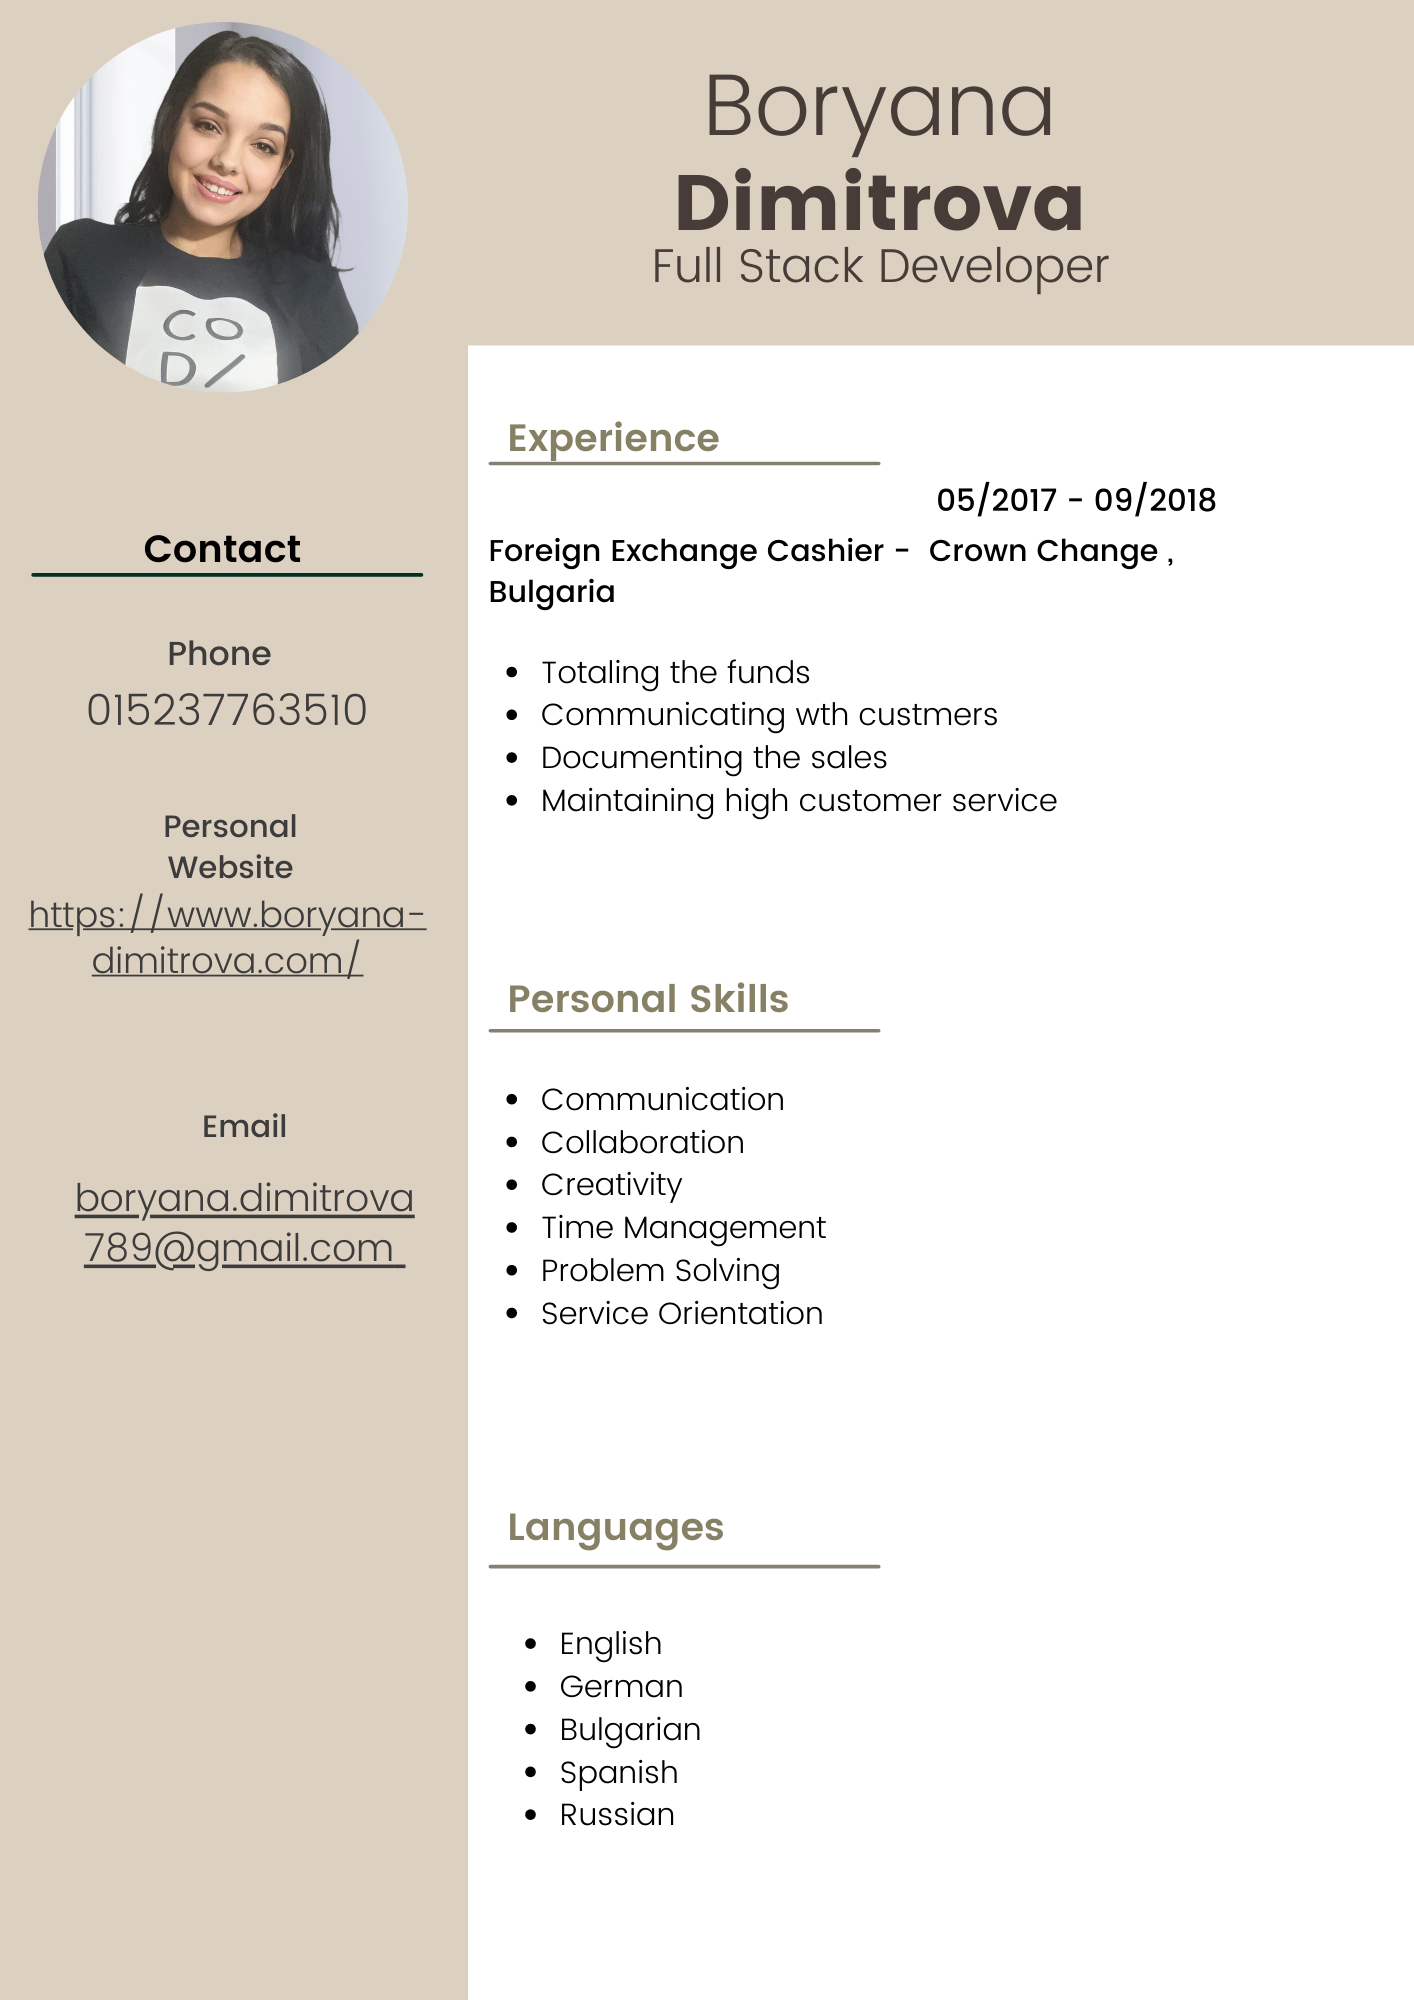 CO
D/
Boryana
Dimitrova
Full Stack Developer
Contact
Phone
015237763510
Personal
Website
https://www.boryana-
dimitrova.com/
Email
boryana.dimitrova
789@gmail.com
Experience
05/2017 - 09/2018
Foreign Exchange Cashier - Crown Change ,
Bulgaria
• Totaling the funds
• Communicating wth custmers
• Documenting the sales
• Maintaining high customer service
Personal Skills
• Communication
• Collaboration
• Creativity
• Time Management
• Problem Solving
• Service Orientation
Languages
• English
• German
• Bulgarian
• Spanish
• Russian